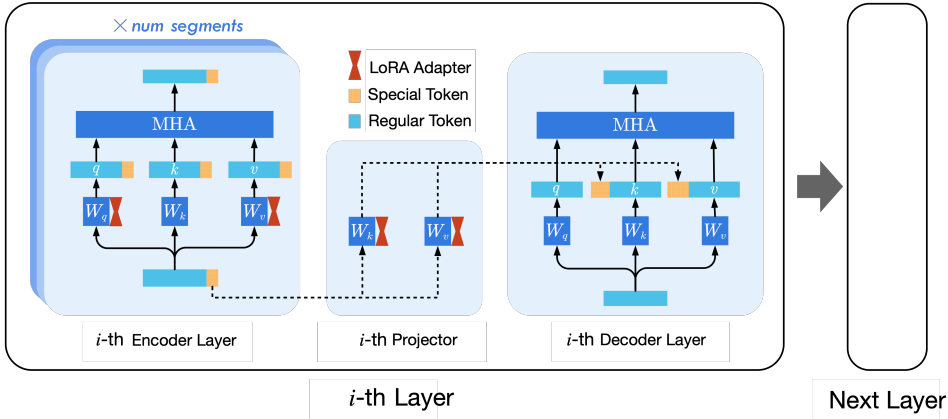 × num segments
LoRA Adapter
Special Token
Regular Token
MHA
q
k
v
W_q
W_k
W_v
i-th Encoder Layer
W_k
W_v
i-th Projector
MHA
q
k
v
W_q
W_k
W_v
i-th Decoder Layer
i-th Layer
Next Layer